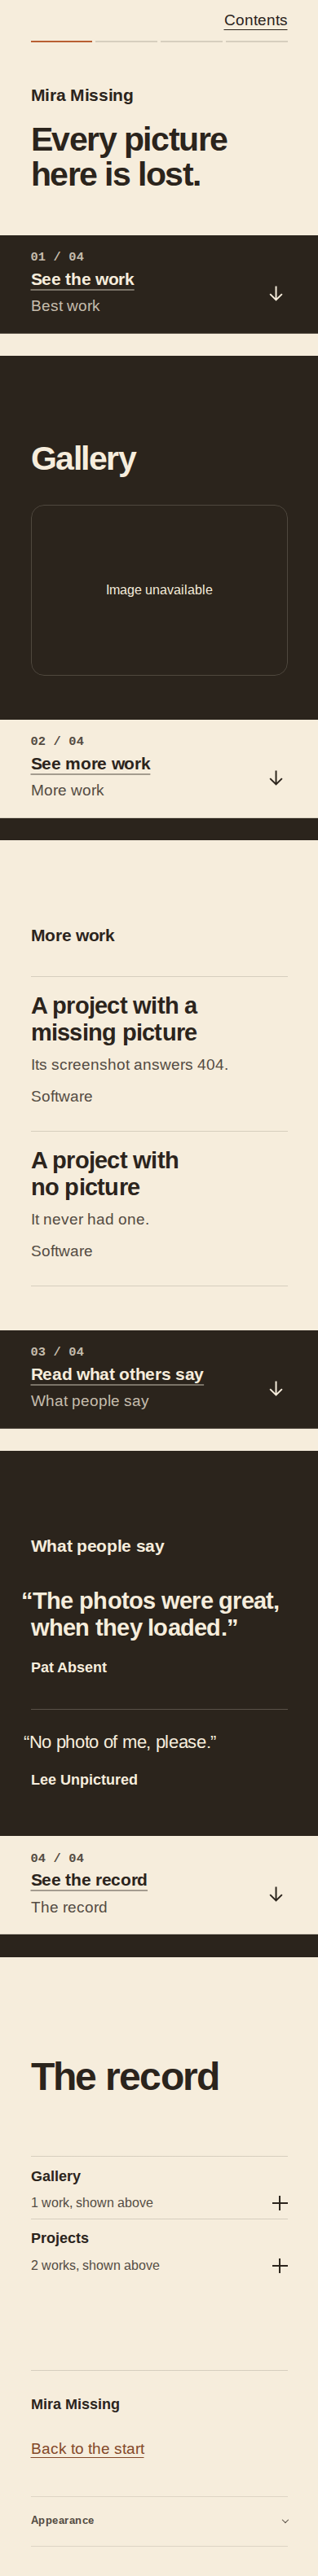 Contents
Mira Missing
Every picture
here is lost.
01 / 04
See the work
Best work
Gallery
Image unavailable
02 / 04
See more work
More work
More work
A project with a
missing picture
Its screenshot answers 404.
Software
A project with
no picture
It never had one.
Software
03 / 04
Read what others say
What people say
What people say
“The photos were great,
when they loaded.”
Pat Absent
“No photo of me, please.”
Lee Unpictured
04 / 04
See the record
The record
The record
Gallery
1 work, shown above
Projects
2 works, shown above
Mira Missing
Back to the start
Appearance